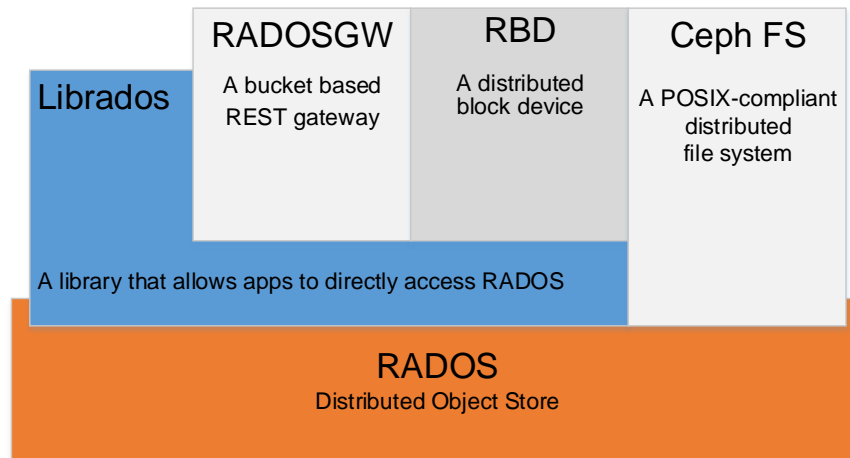 RADOSGW
A bucket based
REST gateway
RBD
A distributed
block device
Ceph FS
A POSIX-compliant
distributed
file system
Librados
A library that allows apps to directly access RADOS
RADOS
Distributed Object Store